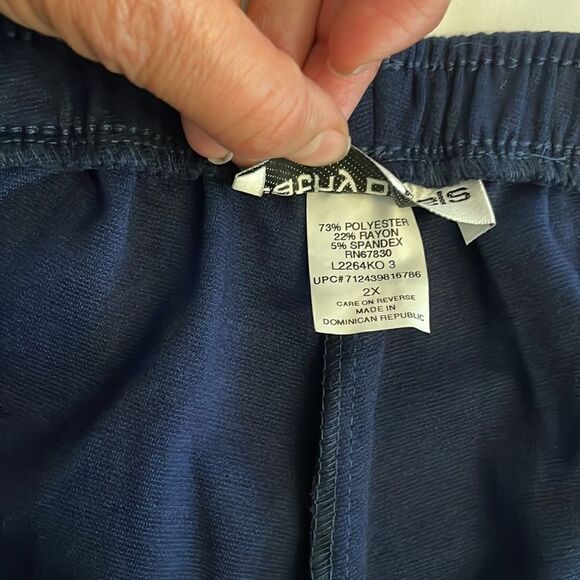 73% POLYESTER
22% RAYON
5% SPANDEX
RN67830
L2264KO 3
UPC#712439816786
2X
CARE ON REVERSE
MADE IN
DOMINICAN REPUBLIC